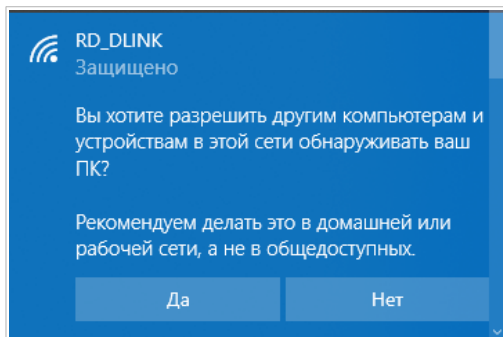 RD_DLINK
Защищено
Вы хотите разрешить другим компьютерам и
устройствам в этой сети обнаруживать ваш
ПК?
Рекомендуем делать это в домашней или
рабочей сети, а не в общедоступных.
Да
Нет